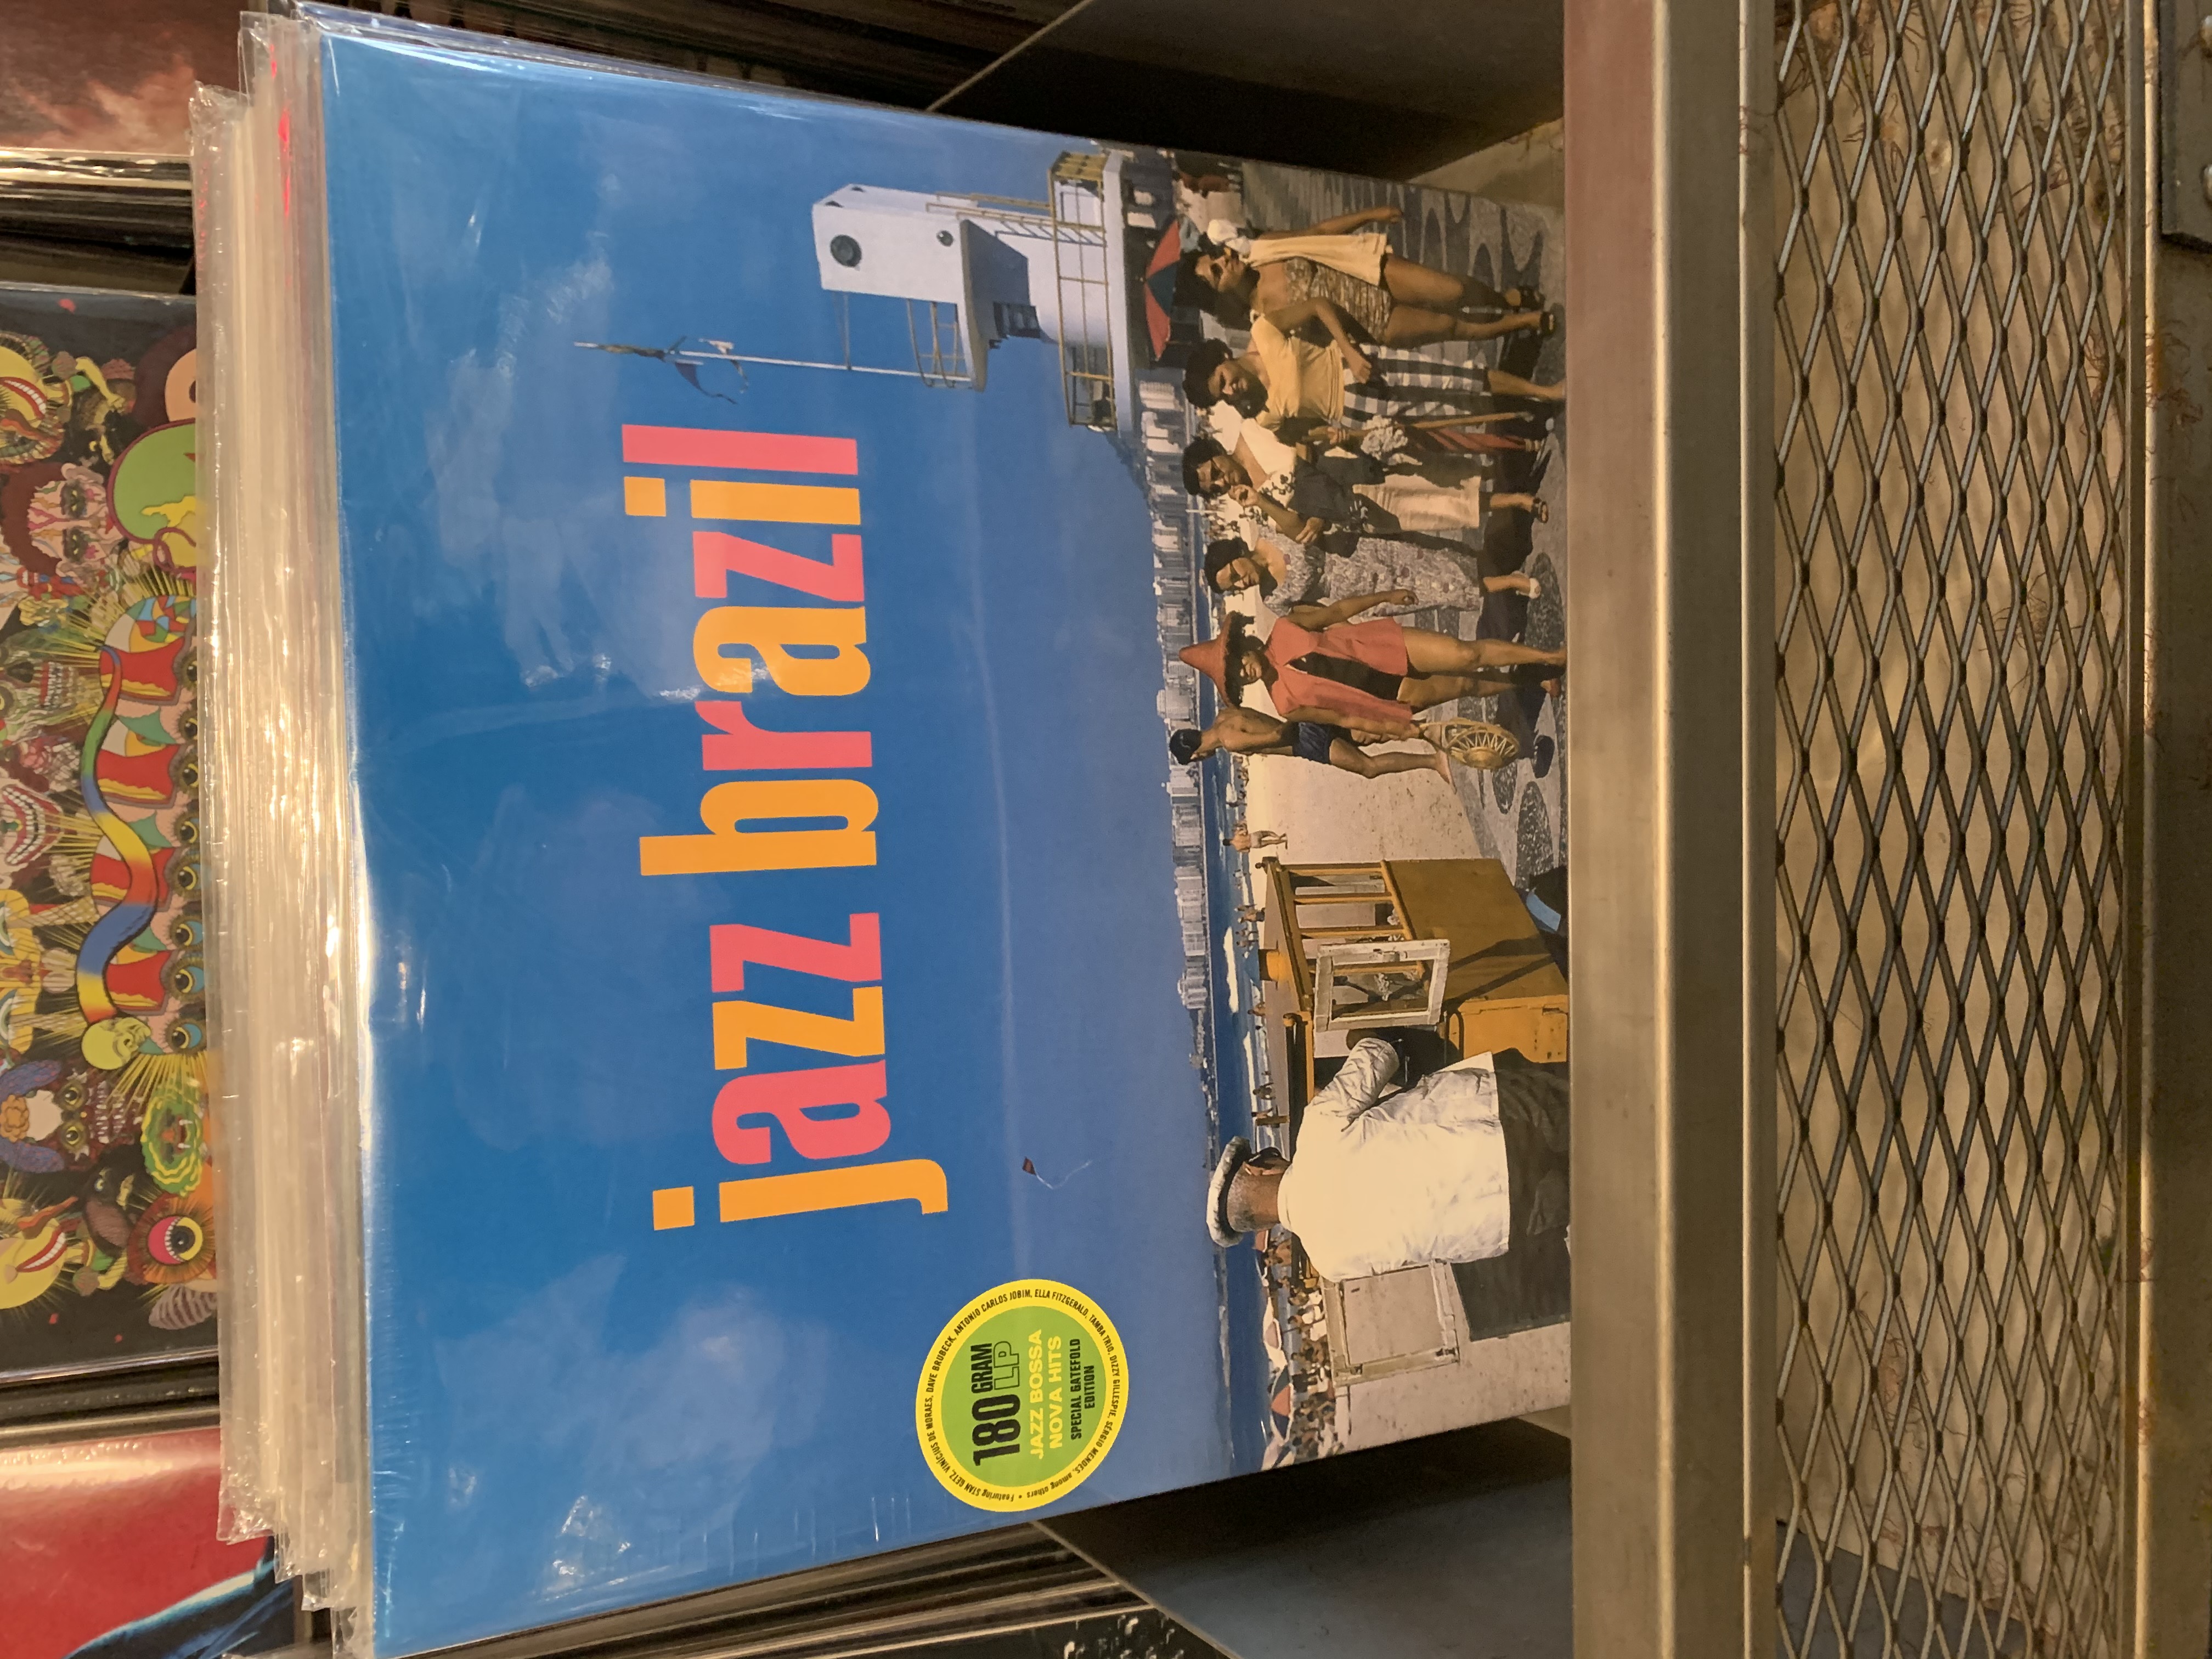 jazz brazil
Featuring STAN GETZ, VINÍCIUS DE MORAES, DAVE BRUBECK, ANTONIO CARLOS JOBIM, ELLA FITZGERALD, TAMBA TRIO, DIZZY GILLESPIE, SERGIO MENDES, among others •
180 GRAM
LP
JAZZ BOSSA
NOVA HITS
SPECIAL GATEFOLD
EDITION